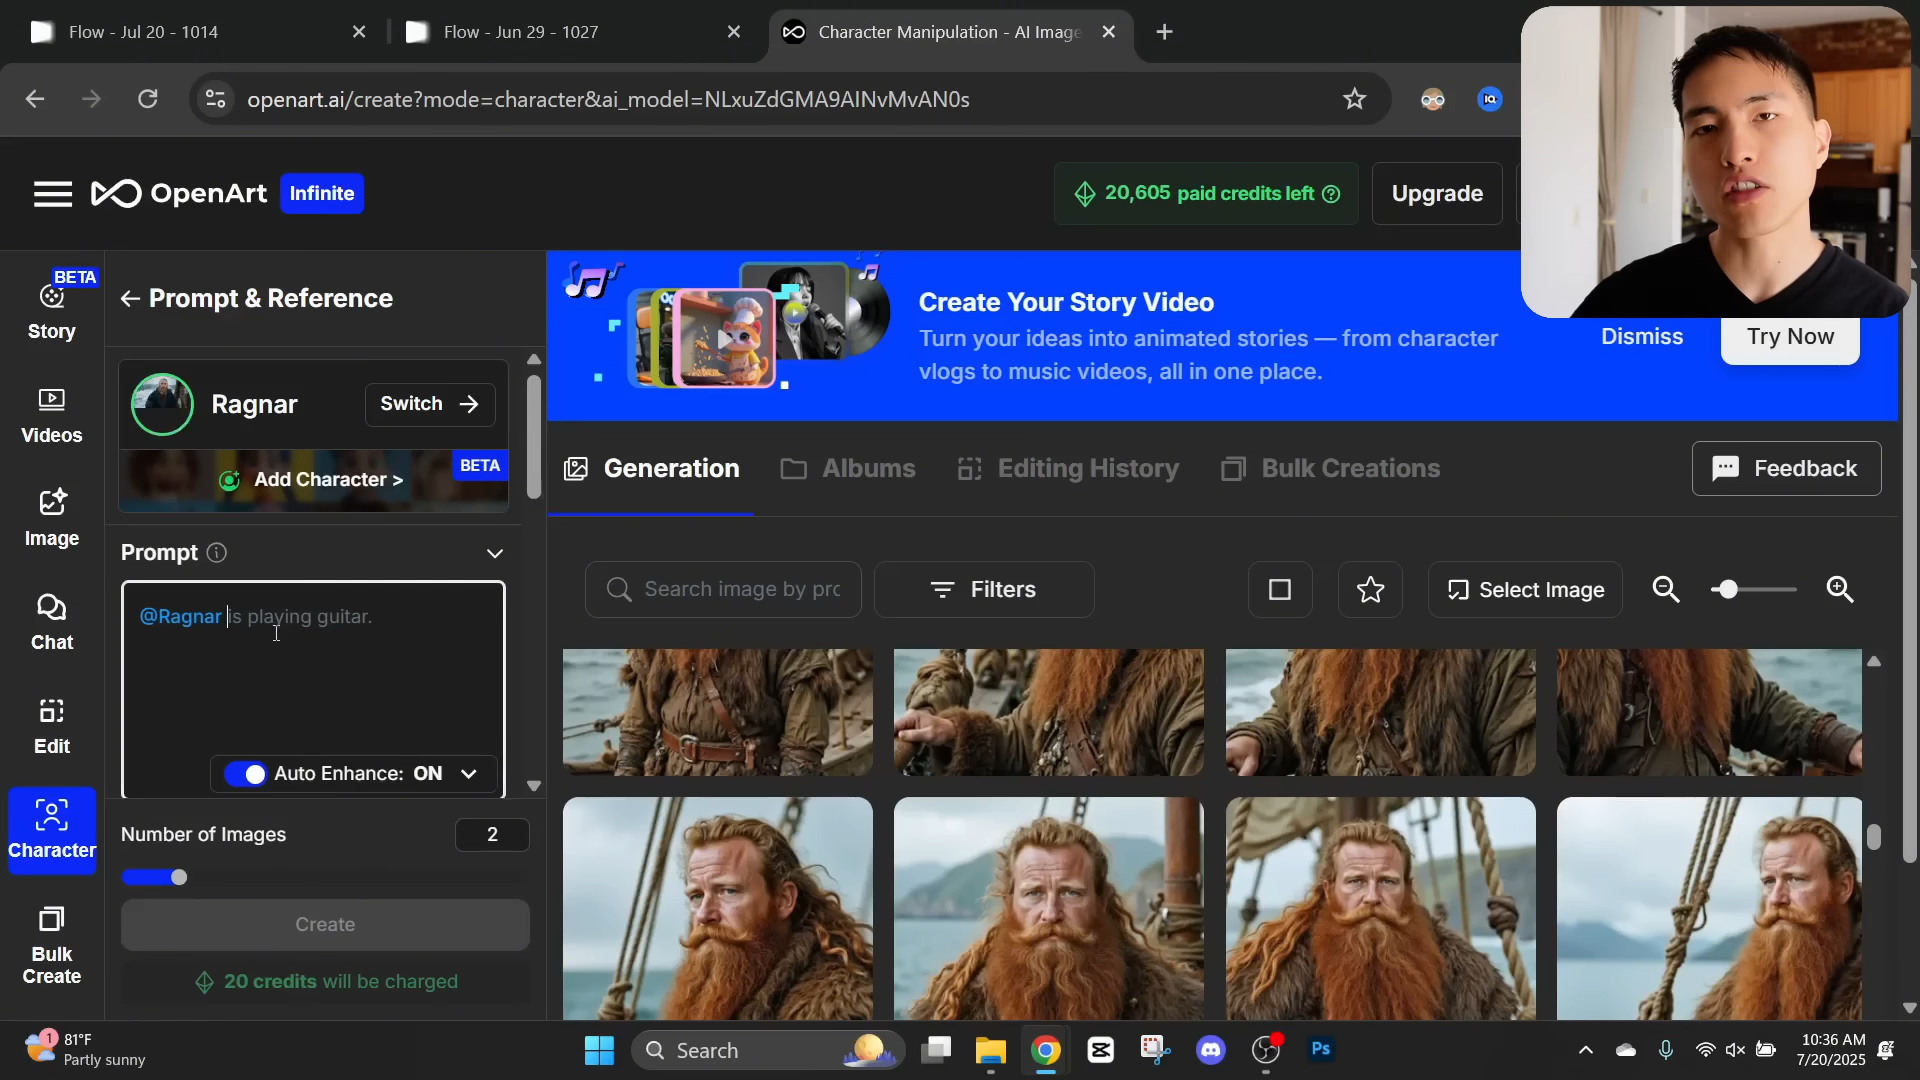 Flow - Jul 20 - 1014
Flow - Jun 29 - 1027
Character Manipulation - AI Image
openart.ai/create?mode=character&ai_model=NLxuZdGMA9AINvMvAN0s
OpenArt
Infinite
20,605 paid credits left
Upgrade
BETA
Story
Videos
Image
Chat
Edit
Character
Bulk
Create
Prompt & Reference
Ragnar
Switch
BETA
Add Character >
Prompt
@Ragnar is playing guitar.
Auto Enhance: ON
Number of Images
2
Create
20 credits will be charged
Create Your Story Video
Turn your ideas into animated stories — from character
vlogs to music videos, all in one place.
Dismiss
Try Now
Generation
Albums
Editing History
Bulk Creations
Feedback
Search image by prc
Filters
Select Image
1
81°F
Partly sunny
Search
Ps
10:36 AM
7/20/2025